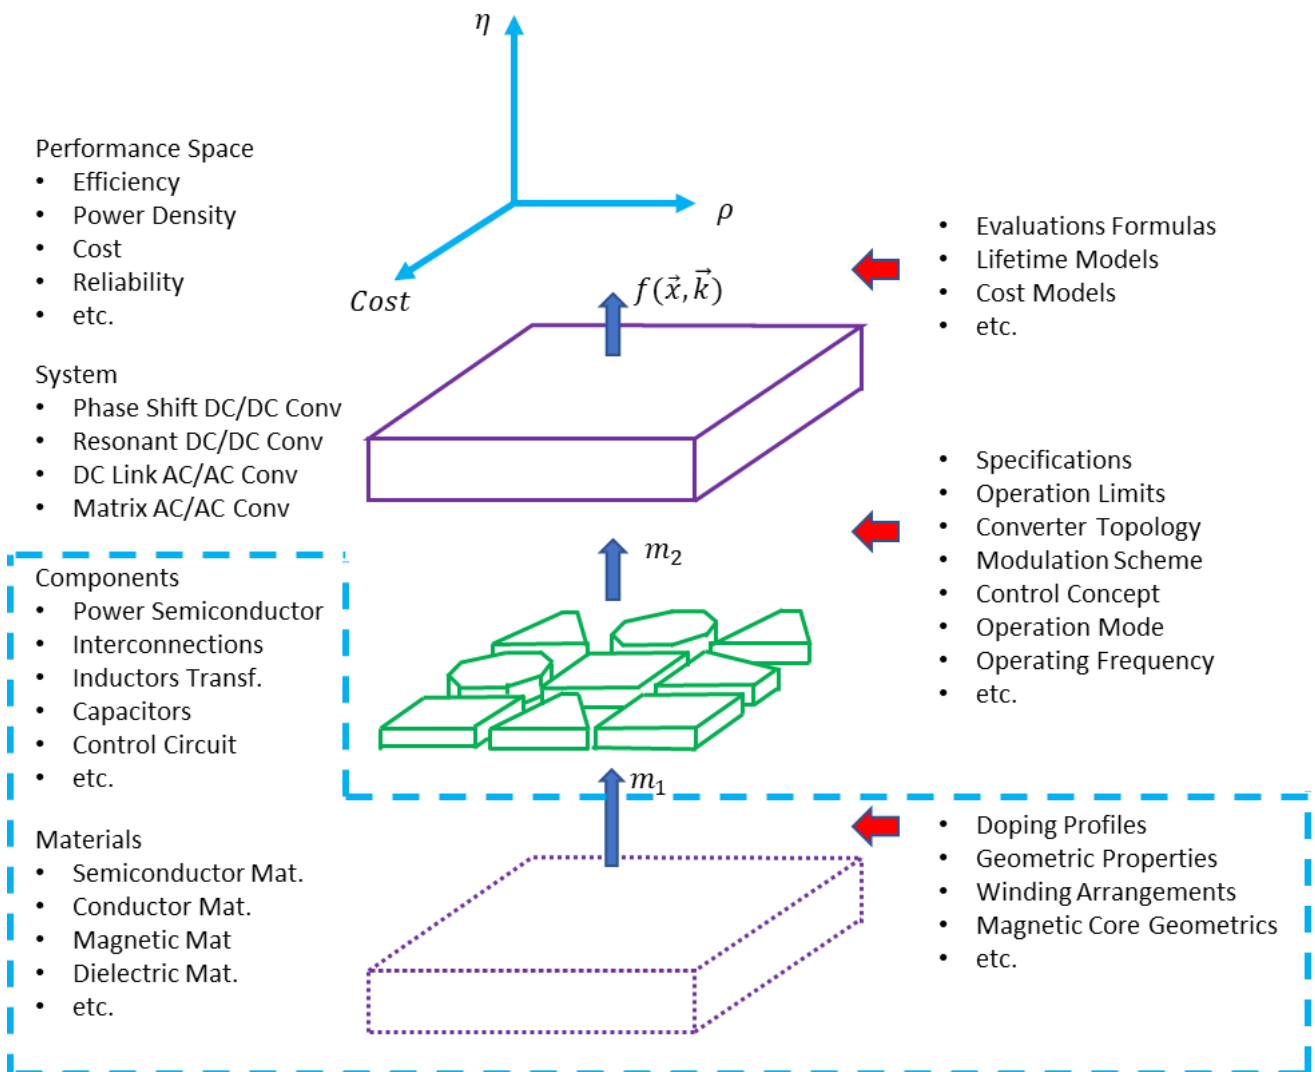 η
ρ
Cost
f(x⃗, k⃗)
Performance Space
• Efficiency
• Power Density
• Cost
• Reliability
• etc.
• Evaluations Formulas
• Lifetime Models
• Cost Models
• etc.
System
• Phase Shift DC/DC Conv
• Resonant DC/DC Conv
• DC Link AC/AC Conv
• Matrix AC/AC Conv
m₂
• Specifications
• Operation Limits
• Converter Topology
• Modulation Scheme
• Control Concept
• Operation Mode
• Operating Frequency
• etc.
Components
• Power Semiconductor
• Interconnections
• Inductors Transf.
• Capacitors
• Control Circuit
• etc.
m₁
Materials
• Semiconductor Mat.
• Conductor Mat.
• Magnetic Mat
• Dielectric Mat.
• etc.
• Doping Profiles
• Geometric Properties
• Winding Arrangements
• Magnetic Core Geometrics
• etc.